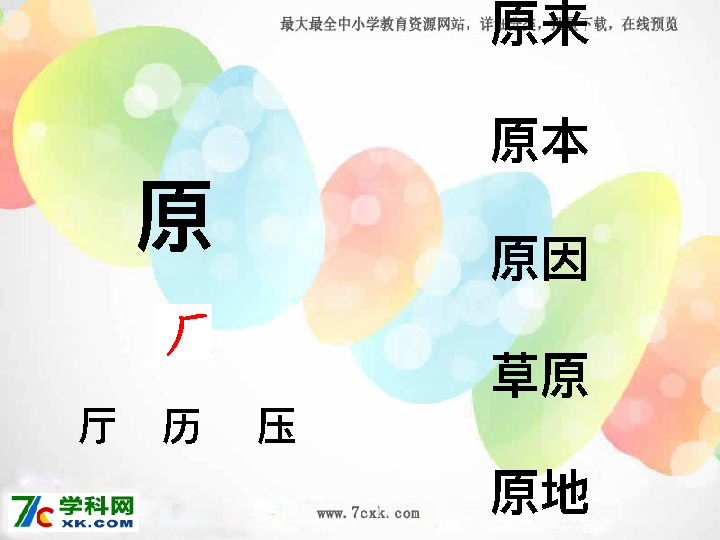 最大最全中小学教育资源网站，详
下载，在线预览
原来
原本
原
原因
厂
草原
厅 历 压
原地
7cxk 学科网
XK.COM
www.7cxk.com